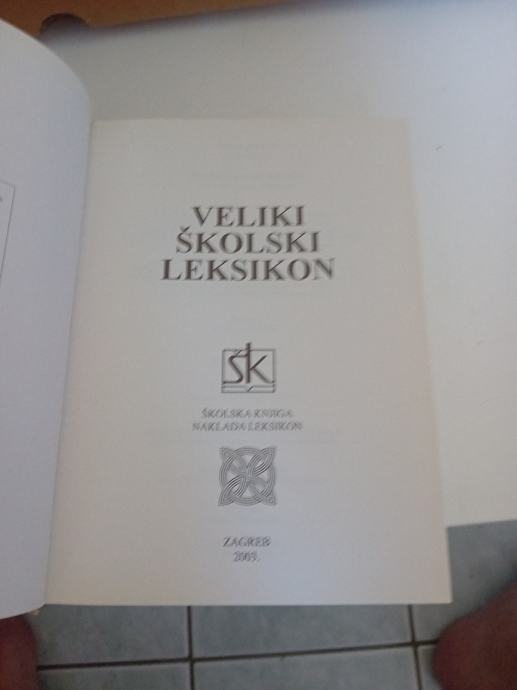 VELIKI
ŠKOLSKI
LEKSIKON
šk
ŠKOLSKA KNJIGA
NAKLADA LEKSIKON
ZAGREB
2003.